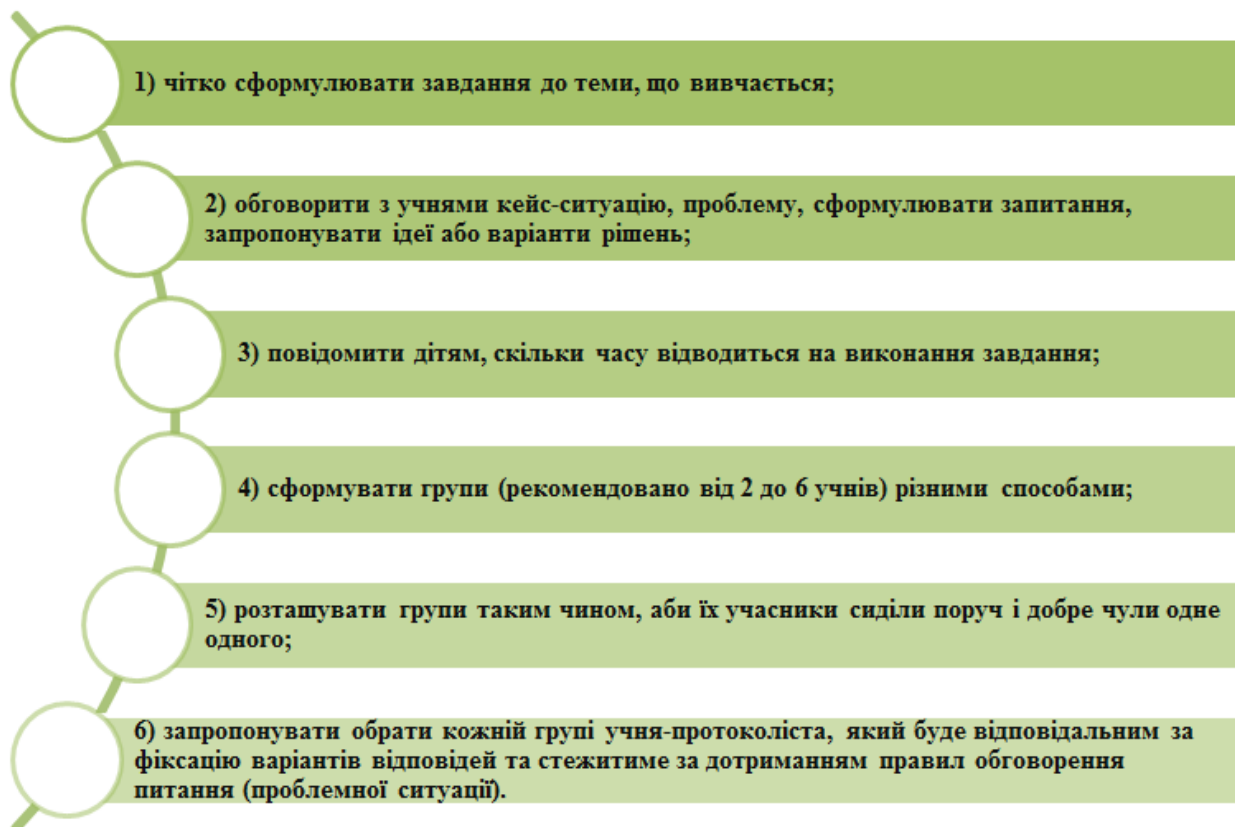 1) чітко сформулювати завдання до теми, що вивчається;
2) обговорити з учнями кейс-ситуацію, проблему, сформулювати запитання,
запропонувати ідеї або варіанти рішень;
3) повідомити дітям, скільки часу відводиться на виконання завдання;
4) сформувати групи (рекомендовано від 2 до 6 учнів) різними способами;
5) розташувати групи таким чином, аби їх учасники сиділи поруч і добре чули одне
одного;
6) запропонувати обрати кожній групі учня-протоколіста, який буде відповідальним за
фіксацію варіантів відповідей та стежитиме за дотриманням правил обговорення
питання (проблемної ситуації).